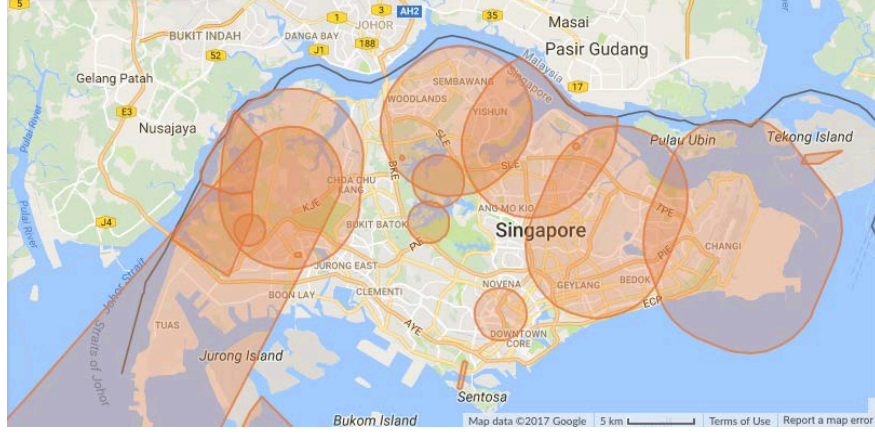 5
1
3
AH2
35
Masai
BUKIT INDAH
DANGA BAY
JOHOR
J1
188
Pasir Gudang
52
Gelang Patah
Malaysia
Singapore
17
SEMBAWANG
WOODLANDS
YISHUN
E3
Pulai River
Nusajaya
SLE
BKE
Pulau Ubin
Tekong Island
SLE
CHOA CHU
KANG
KJE
ANG MO KIO
TPE
J4
Pulai River
BUKIT BATOK
Singapore
PIE
CHANGI
PIE
JURONG EAST
Johor Strait
BOON LAY
CLEMENTI
NOVENA
GEYLANG
BEDOK
ECP
TUAS
AYE
DOWNTOWN
CORE
Straits of Johor
Jurong Island
Sentosa
Bukom Island
Map data ©2017 Google
5 km
Terms of Use
Report a map error